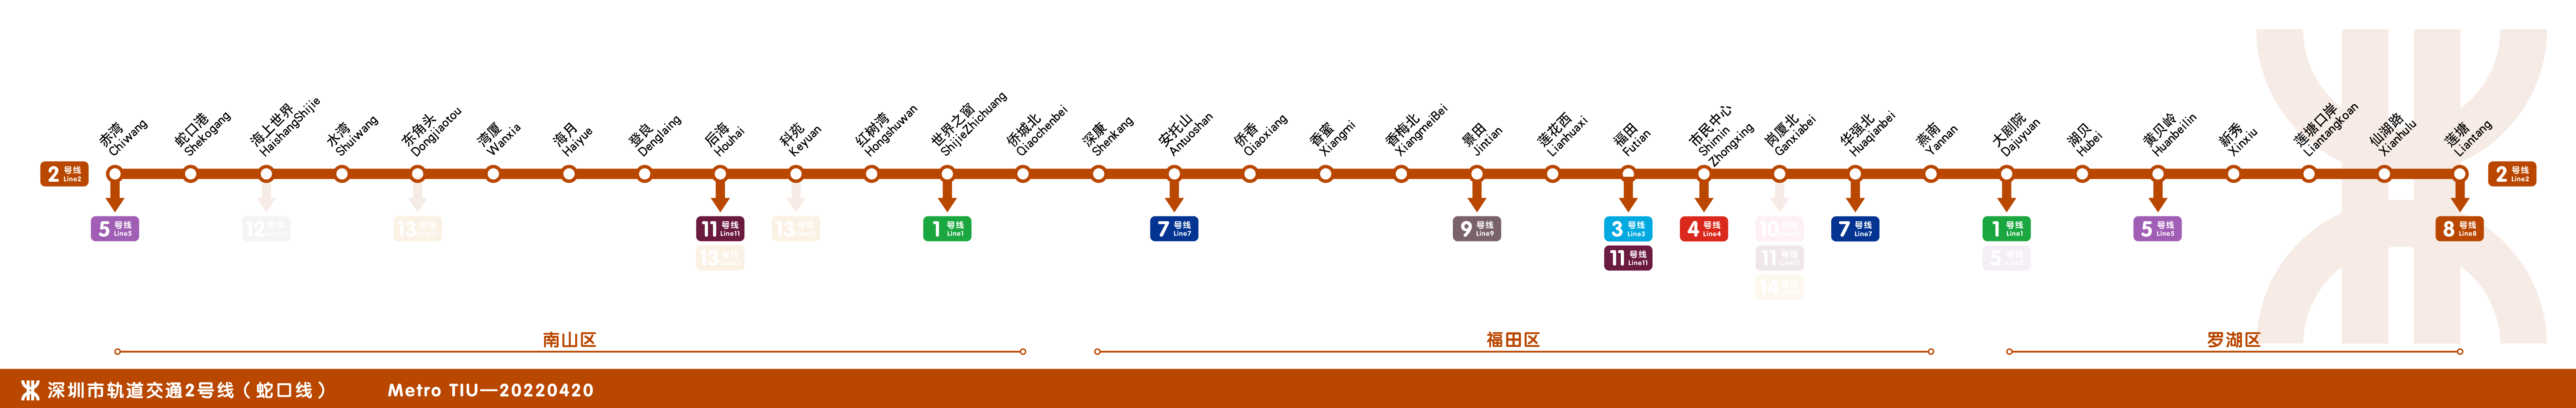 赤湾
Chiwang
蛇口港
Shekogang
海上世界
HaishangShijie
水湾
Shuiwang
东角头
Dongjiaotou
湾厦
Wanxia
海月
Haiyue
登良
Denglaing
后海
Houhai
科苑
Keyuan
红树湾
Hongshuwan
世界之窗
ShijieZhichuang
侨城北
Qiaochenbei
深康
Shenkang
安托山
Antuoshan
侨香
Qiaoxiang
香蜜
Xiangmi
香梅北
XiangmeiBei
景田
Jintian
莲花西
Lianhuaxi
福田
Futian
市民中心
Shimin
Zhongxing
岗厦北
Ganxiabei
华强北
Huaqianbei
燕南
Yannan
大剧院
Dajuyuan
湖贝
Hubei
黄贝岭
Huanbeilin
新秀
Xinxiu
莲塘口岸
LiantangKoan
仙湖路
Xianhulu
莲塘
Liantang
2 号线 Line2
2 号线 Line2
5 号线 Line5
12 号线
13 号线
11 号线 Line11
13 号线
13 号线
1 号线 Line1
7 号线 Line7
9 号线 Line9
3 号线 Line3
11 号线 Line11
4 号线 Line4
10 号线
11 号线 Line11
14 号线
7 号线 Line7
1 号线 Line1
5 号线 Line5
5 号线 Line5
8 号线 Line8
南山区
福田区
罗湖区
深圳市轨道交通2号线（蛇口线） Metro TIU—20220420